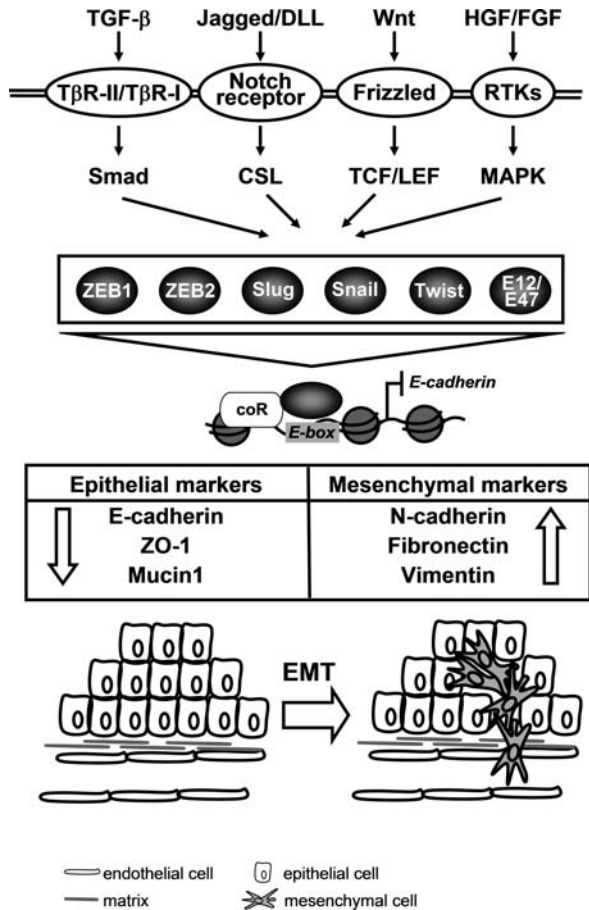 TGF-β Jagged/DLL Wnt HGF/FGF
TβR-II/TβR-I Notch receptor Frizzled RTKs
Smad CSL TCF/LEF MAPK
ZEB1 ZEB2 Slug Snail Twist E12/E47
E-cadherin
coR
E-box
Epithelial markers Mesenchymal markers
E-cadherin N-cadherin
ZO-1 Fibronectin
Mucin1 Vimentin
EMT
endothelial cell epithelial cell
matrix mesenchymal cell